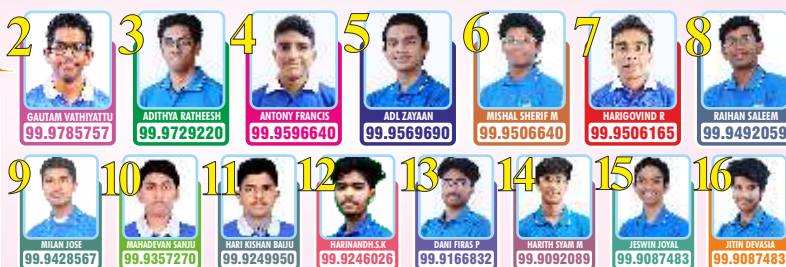 2 3 4 5 6 7 8
GAUTAM VATHIYATTU ADITHYA RATHEESH ANTONY FRANCIS ADL ZAYAAN MISHAL SHERIF M HARIGOVIND R RAIHAN SALEEM
99.9785757 99.9729220 99.9596640 99.9569690 99.9506640 99.9506165 99.9492059
9 10 11 12 13 14 15 16
MILAN JOSE MAHADEVAN SANJU HARI KISHAN BAIJU HARINANDH.S.K DANI FIRAS P HARITH SYAM M JESWIN JOYAL JITIN DEVASIA
99.9428567 99.9357270 99.9249950 99.9246026 99.9166832 99.9092089 99.9087483 99.9087483